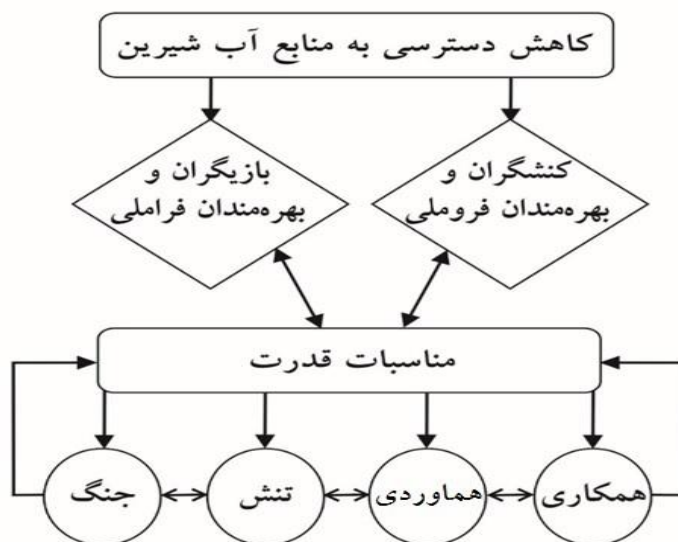 کاهش دسترسی به منابع آب شیرین
کنشگران و
بهره‌مندان فروملی
بازیگران و
بهره‌مندان فراملی
مناسبات قدرت
همکاری
هماوردی
تنش
جنگ